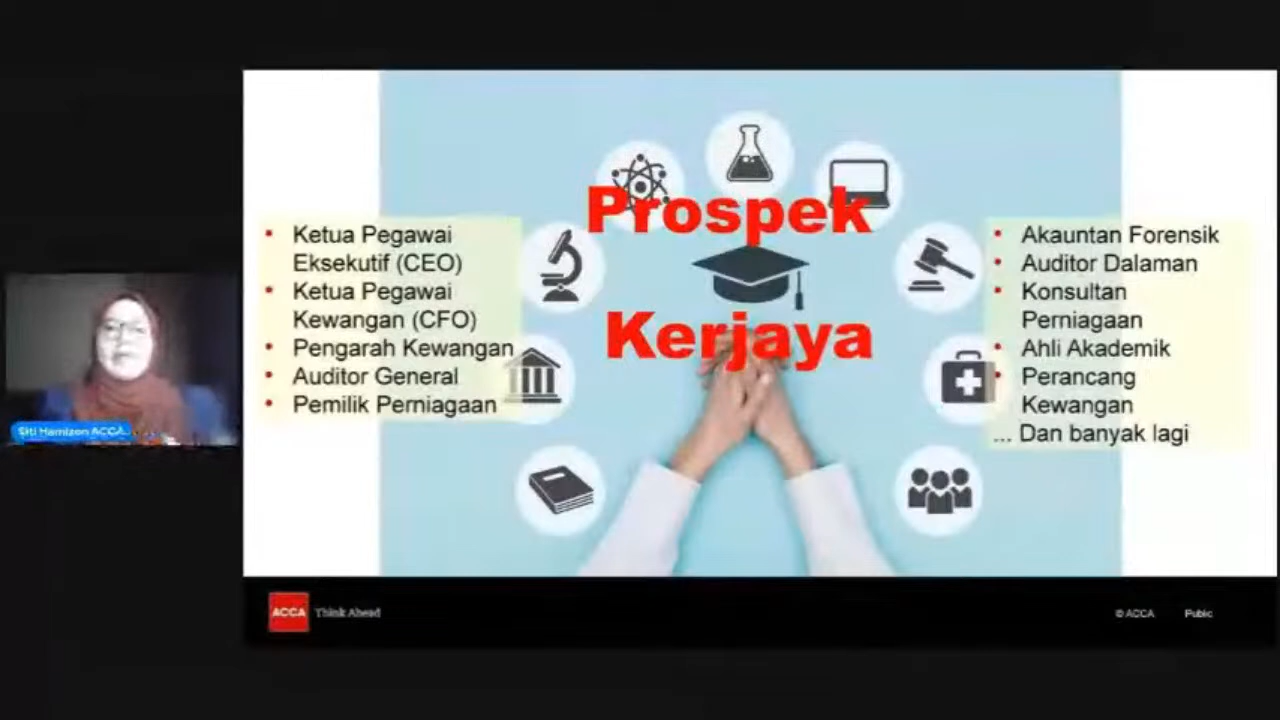 Prospek
Kerjaya
• Ketua Pegawai
Eksekutif (CEO)
• Ketua Pegawai
Kewangan (CFO)
• Pengarah Kewangan
• Auditor General
• Pemilik Perniagaan
• Akauntan Forensik
• Auditor Dalaman
• Konsultan
Perniagaan
• Ahli Akademik
• Perancang
Kewangan
... Dan banyak lagi
Siti Hamizon ACCA
ACCA Think Ahead
© ACCA Public